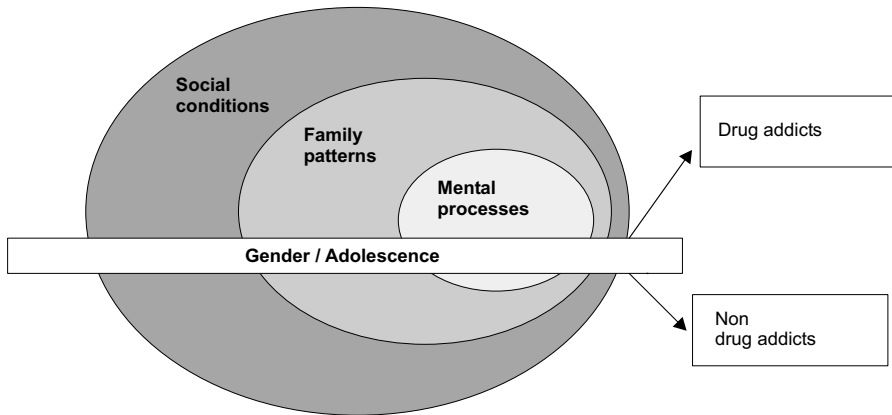 Social
conditions
Family
patterns
Mental
processes
Gender / Adolescence
Drug addicts
Non
drug addicts